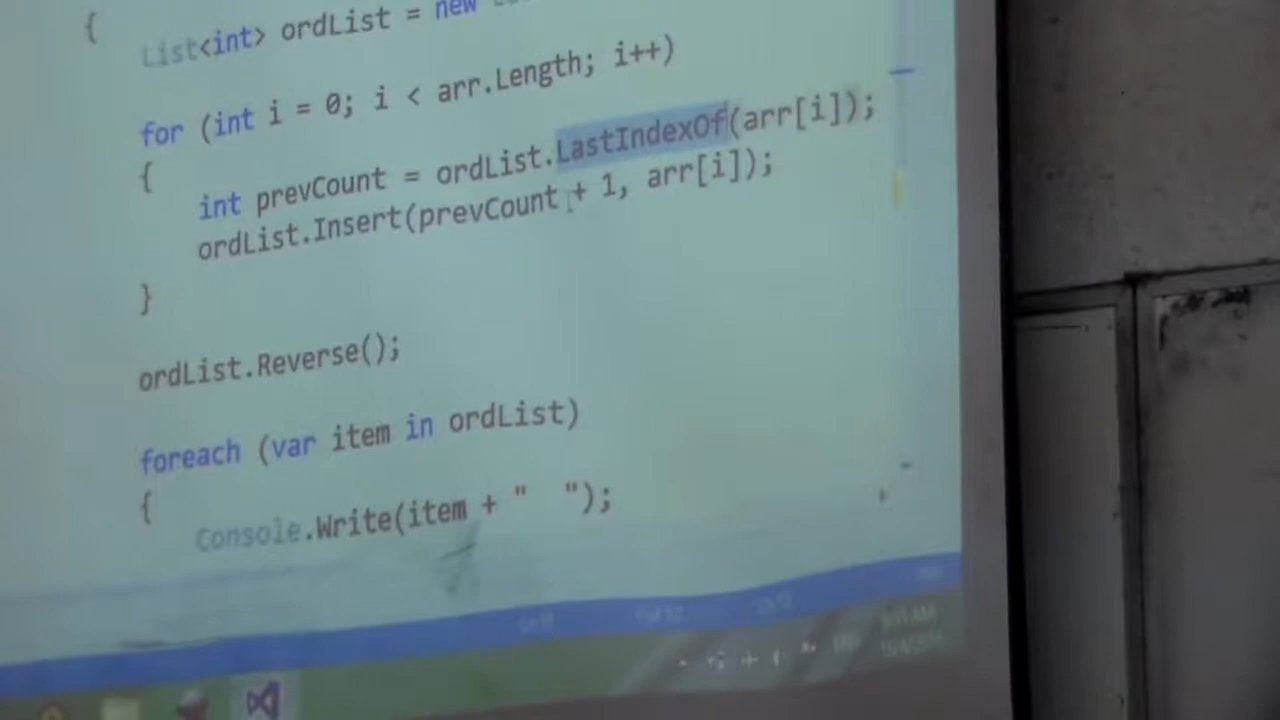 {
List<int> ordList = new
for (int i = 0; i < arr.Length; i++)
{
int prevCount = ordList.LastIndexOf(arr[i]);
ordList.Insert(prevCount + 1, arr[i]);
}
ordList.Reverse();
foreach (var item in ordList)
{
Console.Write(item + "  ");